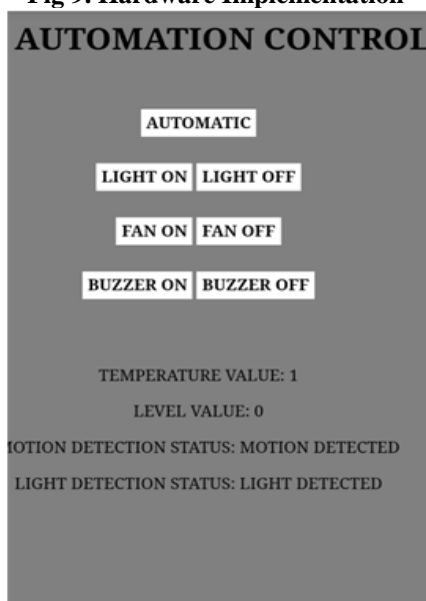 Fig 9. Hardware Implementation
AUTOMATION CONTROL
AUTOMATIC
LIGHT ON LIGHT OFF
FAN ON FAN OFF
BUZZER ON BUZZER OFF
TEMPERATURE VALUE: 1
LEVEL VALUE: 0
MOTION DETECTION STATUS: MOTION DETECTED
LIGHT DETECTION STATUS: LIGHT DETECTED